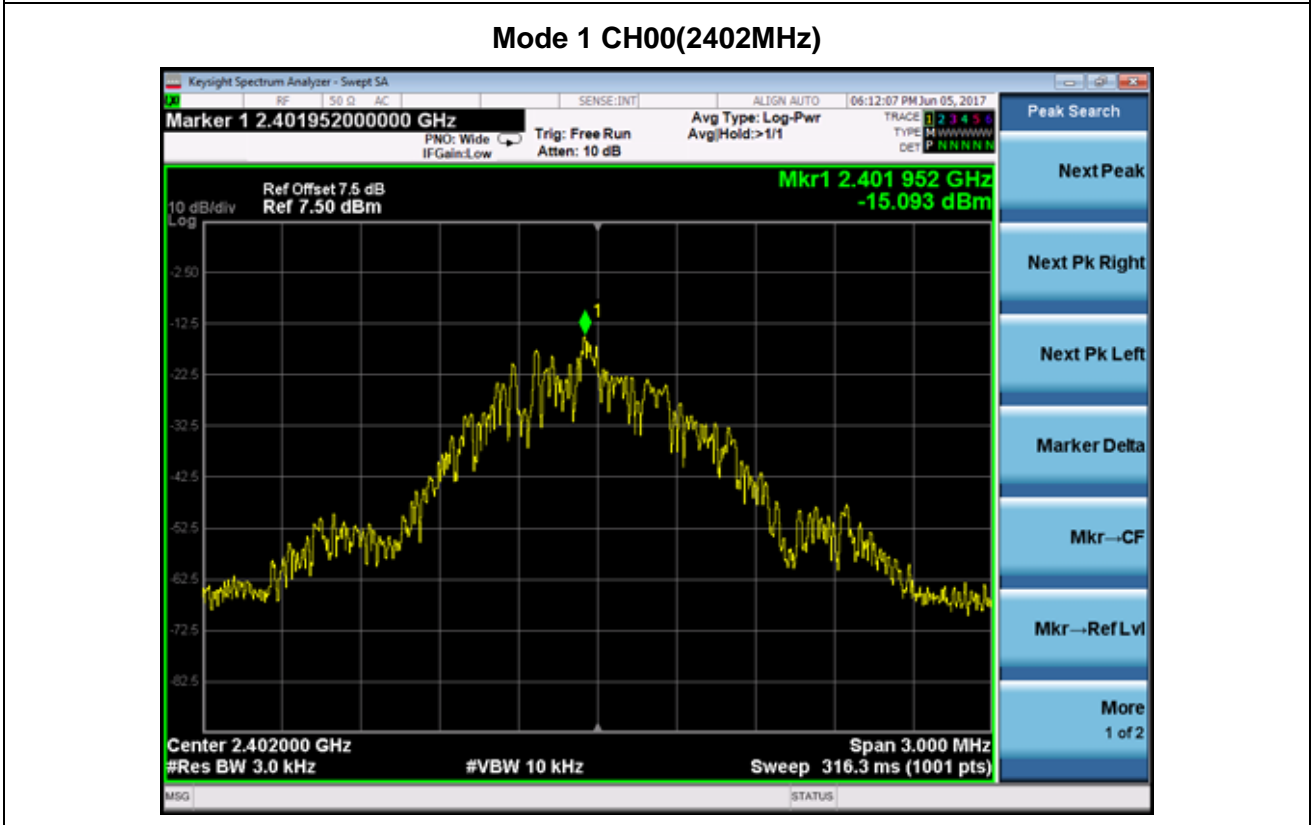 Mode 1 CH00(2402MHz)
Keysight Spectrum Analyzer - Swept SA
RF 50 Ω AC SENSE:INT ALIGN AUTO 06:12:07 PM Jun 05, 2017
Marker 1 2.401952000000 GHz
PNO: Wide
IFGain:Low
Trig: Free Run
Atten: 10 dB
Avg Type: Log-Pwr
Avg|Hold:>1/1
TRACE 1 2 3 4 5 6
TYPE M W W W W W
DET P N N N N N
Mkr1 2.401 952 GHz
-15.093 dBm
Ref Offset 7.5 dB
10 dB/div Ref 7.50 dBm
Log
-2.50
-12.5
-22.5
-32.5
-42.5
-52.5
-62.5
-72.5
-82.5
1
Center 2.402000 GHz Span 3.000 MHz
#Res BW 3.0 kHz #VBW 10 kHz Sweep 316.3 ms (1001 pts)
MSG STATUS
Peak Search
Next Peak
Next Pk Right
Next Pk Left
Marker Delta
Mkr→CF
Mkr→Ref Lvl
More
1 of 2